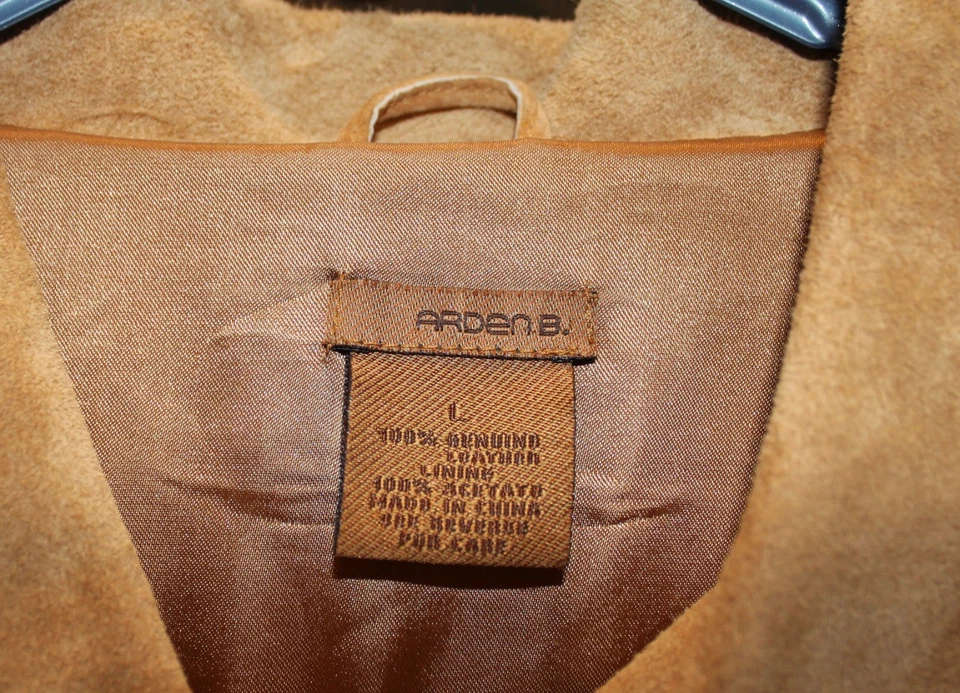 ARDEN B.
L
100% GENUINE
LEATHER
LINING
100% ACETATE
MADE IN CHINA
SEE REVERSE
FOR CARE